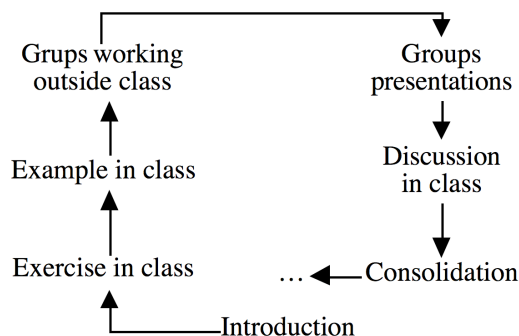 Grups working
outside class
Groups
presentations
Example in class
Discussion
in class
Exercise in class
... Consolidation
Introduction